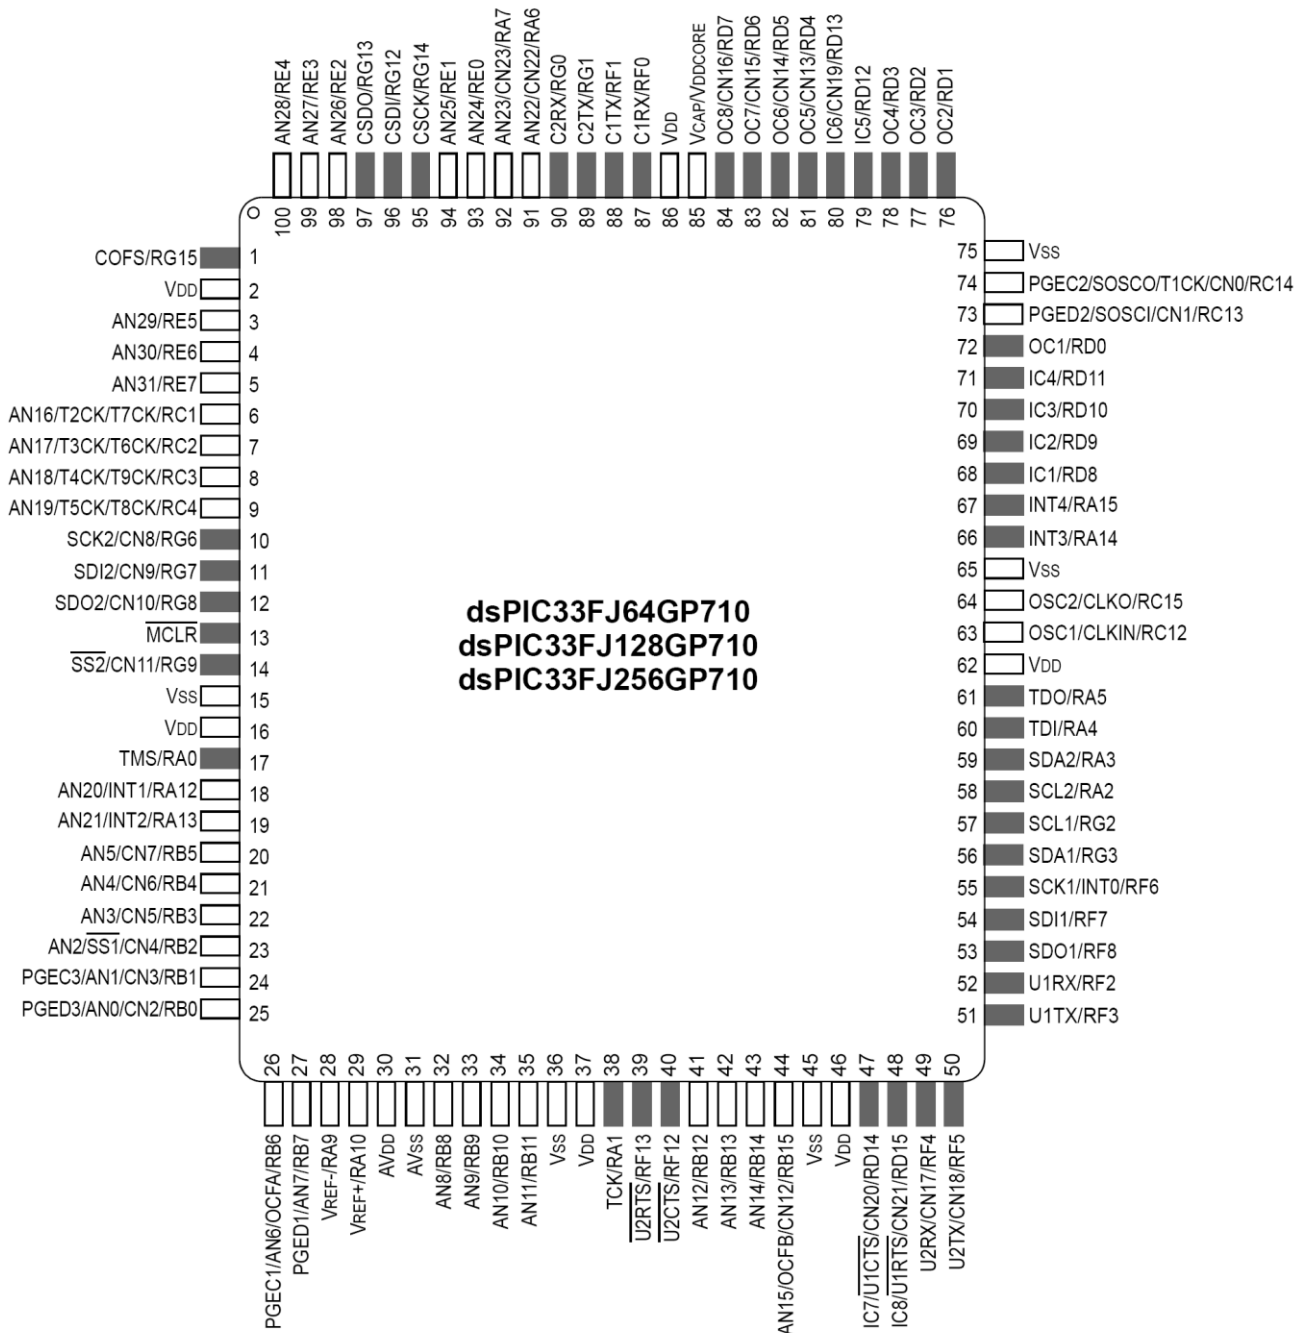 AN28/RE4
AN27/RE3
AN26/RE2
CSDO/RG13
CSDI/RG12
CSCK/RG14
AN25/RE1
AN24/RE0
AN23/CN23/RA7
AN22/CN22/RA6
C2RX/RG0
C2TX/RG1
C1TX/RF1
C1RX/RF0
VDD
VCAP/VDDCORE
OC8/CN16/RD7
OC7/CN15/RD6
OC6/CN14/RD5
OC5/CN13/RD4
IC6/CN19/RD13
IC5/RD12
OC4/RD3
OC3/RD2
OC2/RD1
100
99
98
97
96
95
94
93
92
91
90
89
88
87
86
85
84
83
82
81
80
79
78
77
76
COFS/RG15 1
VDD 2
AN29/RE5 3
AN30/RE6 4
AN31/RE7 5
AN16/T2CK/T7CK/RC1 6
AN17/T3CK/T6CK/RC2 7
AN18/T4CK/T9CK/RC3 8
AN19/T5CK/T8CK/RC4 9
SCK2/CN8/RG6 10
SDI2/CN9/RG7 11
SDO2/CN10/RG8 12
MCLR 13
SS2/CN11/RG9 14
VSS 15
VDD 16
TMS/RA0 17
AN20/INT1/RA12 18
AN21/INT2/RA13 19
AN5/CN7/RB5 20
AN4/CN6/RB4 21
AN3/CN5/RB3 22
AN2/SS1/CN4/RB2 23
PGEC3/AN1/CN3/RB1 24
PGED3/AN0/CN2/RB0 25
dsPIC33FJ64GP710
dsPIC33FJ128GP710
dsPIC33FJ256GP710
75 VSS
74 PGEC2/SOSCO/T1CK/CN0/RC14
73 PGED2/SOSCI/CN1/RC13
72 OC1/RD0
71 IC4/RD11
70 IC3/RD10
69 IC2/RD9
68 IC1/RD8
67 INT4/RA15
66 INT3/RA14
65 VSS
64 OSC2/CLKO/RC15
63 OSC1/CLKIN/RC12
62 VDD
61 TDO/RA5
60 TDI/RA4
59 SDA2/RA3
58 SCL2/RA2
57 SCL1/RG2
56 SDA1/RG3
55 SCK1/INT0/RF6
54 SDI1/RF7
53 SDO1/RF8
52 U1RX/RF2
51 U1TX/RF3
26
27
28
29
30
31
32
33
34
35
36
37
38
39
40
41
42
43
44
45
46
47
48
49
50
PGEC1/AN6/OCFA/RB6
PGED1/AN7/RB7
VREF-/RA9
VREF+/RA10
AVDD
AVSS
AN8/RB8
AN9/RB9
AN10/RB10
AN11/RB11
VSS
VDD
TCK/RA1
U2RTS/RF13
U2CTS/RF12
AN12/RB12
AN13/RB13
AN14/RB14
AN15/OCFB/CN12/RB15
VSS
VDD
IC7/U1CTS/CN20/RD14
IC8/U1RTS/CN21/RD15
U2RX/CN17/RF4
U2TX/CN18/RF5